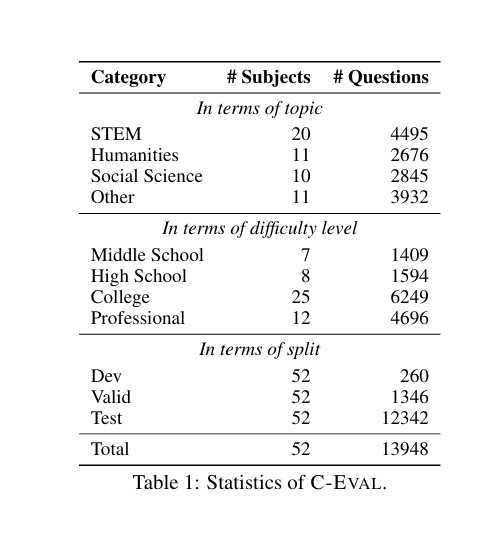 Category # Subjects # Questions
In terms of topic
STEM 20 4495
Humanities 11 2676
Social Science 10 2845
Other 11 3932
In terms of difficulty level
Middle School 7 1409
High School 8 1594
College 25 6249
Professional 12 4696
In terms of split
Dev 52 260
Valid 52 1346
Test 52 12342
Total 52 13948
Table 1: Statistics of C-EVAL.